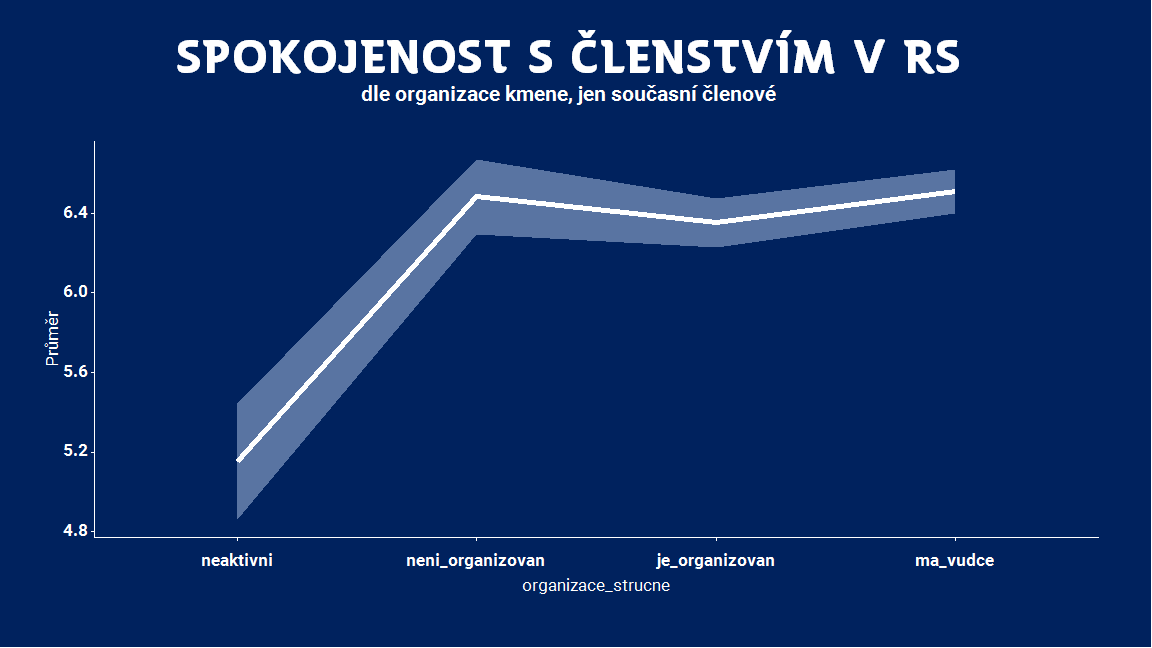 SPOKOJENOST S ČLENSTVÍM V RS
dle organizace kmene, jen současní členové
Průměr
6.4
6.0
5.6
5.2
4.8
neaktivni neni_organizovan je_organizovan ma_vudce
organizace_strucne